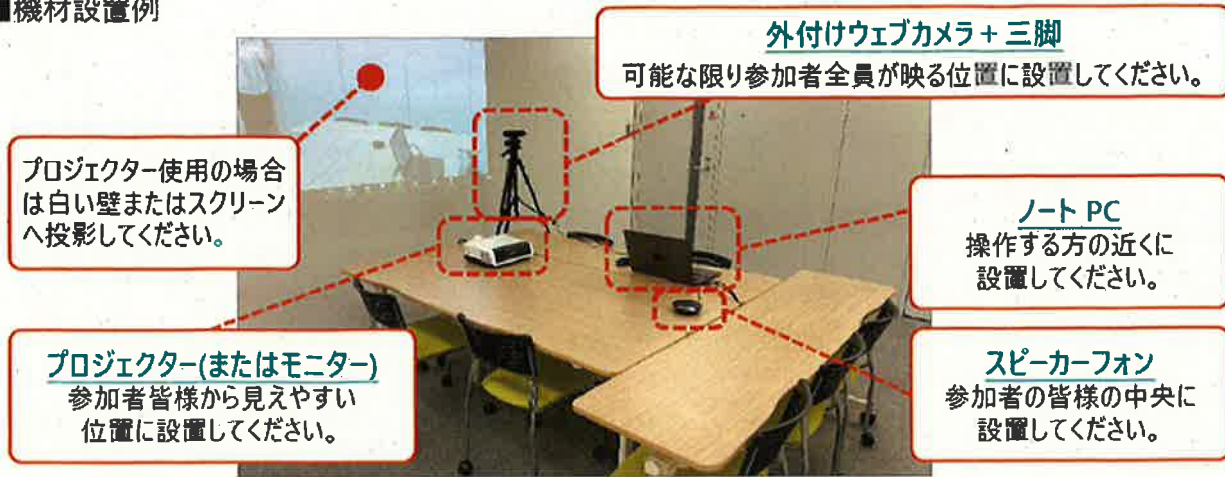 ■機材設置例
外付けウェブカメラ+三脚
可能な限り参加者全員が映る位置に設置してください。
プロジェクター使用の場合
は白い壁またはスクリーン
へ投影してください。
ノートPC
操作する方の近くに
設置してください。
プロジェクター(またはモニター)
参加者皆様から見えやすい
位置に設置してください。
スピーカーフォン
参加者の皆様の中央に
設置してください。